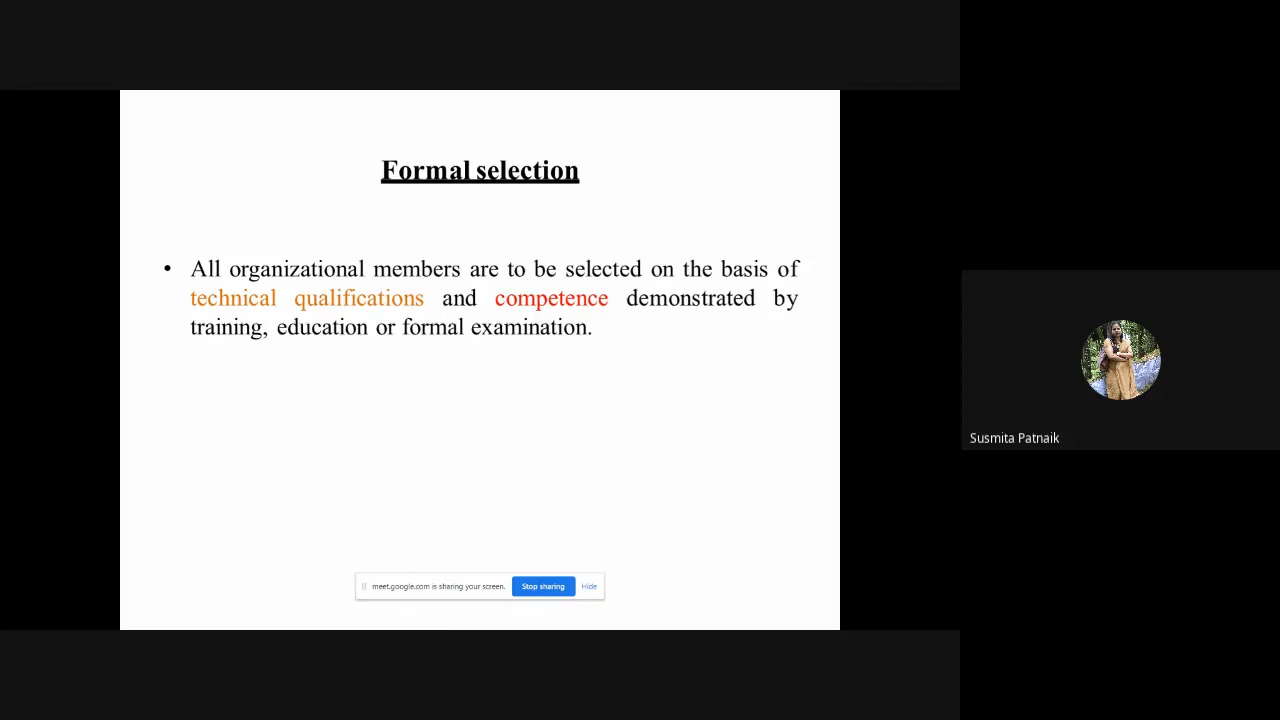 Formal selection
• All organizational members are to be selected on the basis of
technical qualifications and competence demonstrated by
training, education or formal examination.
meet.google.com is sharing your screen. Stop sharing Hide
Susmita Patnaik